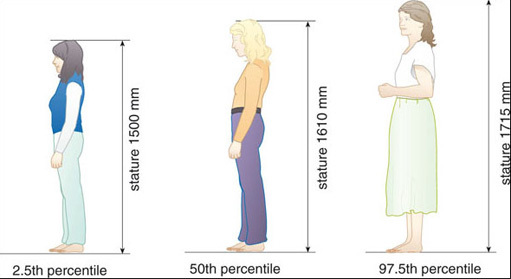 stature 1500 mm
stature 1610 mm
stature 1715 mm
2.5th percentile
50th percentile
97.5th percentile